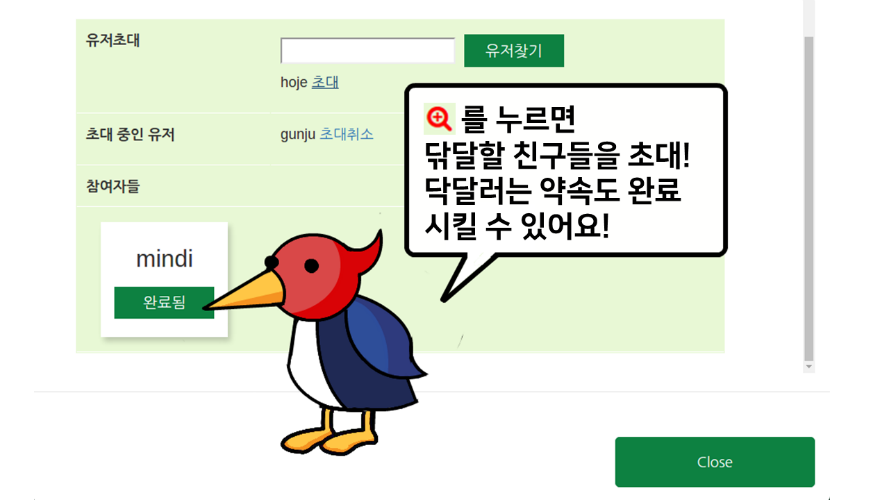 유저초대
유저찾기
hoje 초대
초대 중인 유저
gunju 초대취소
참여자들
mindi
완료됨
를 누르면
닦달할 친구들을 초대!
닥달러는 약속도 완료
시킬 수 있어요!
Close